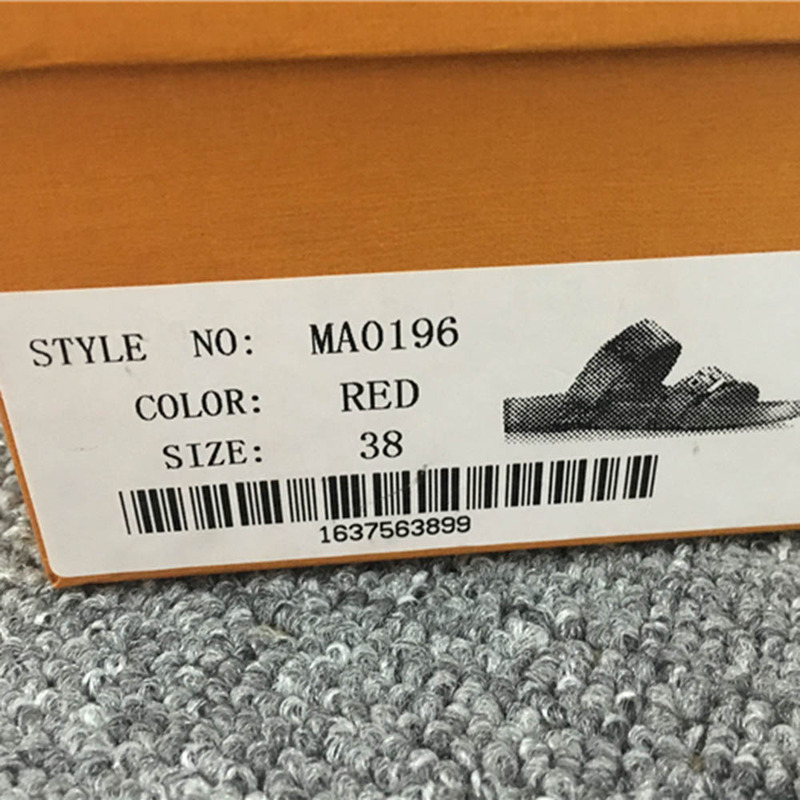 STYLE NO: MA0196
COLOR: RED
SIZE: 38
1637563899